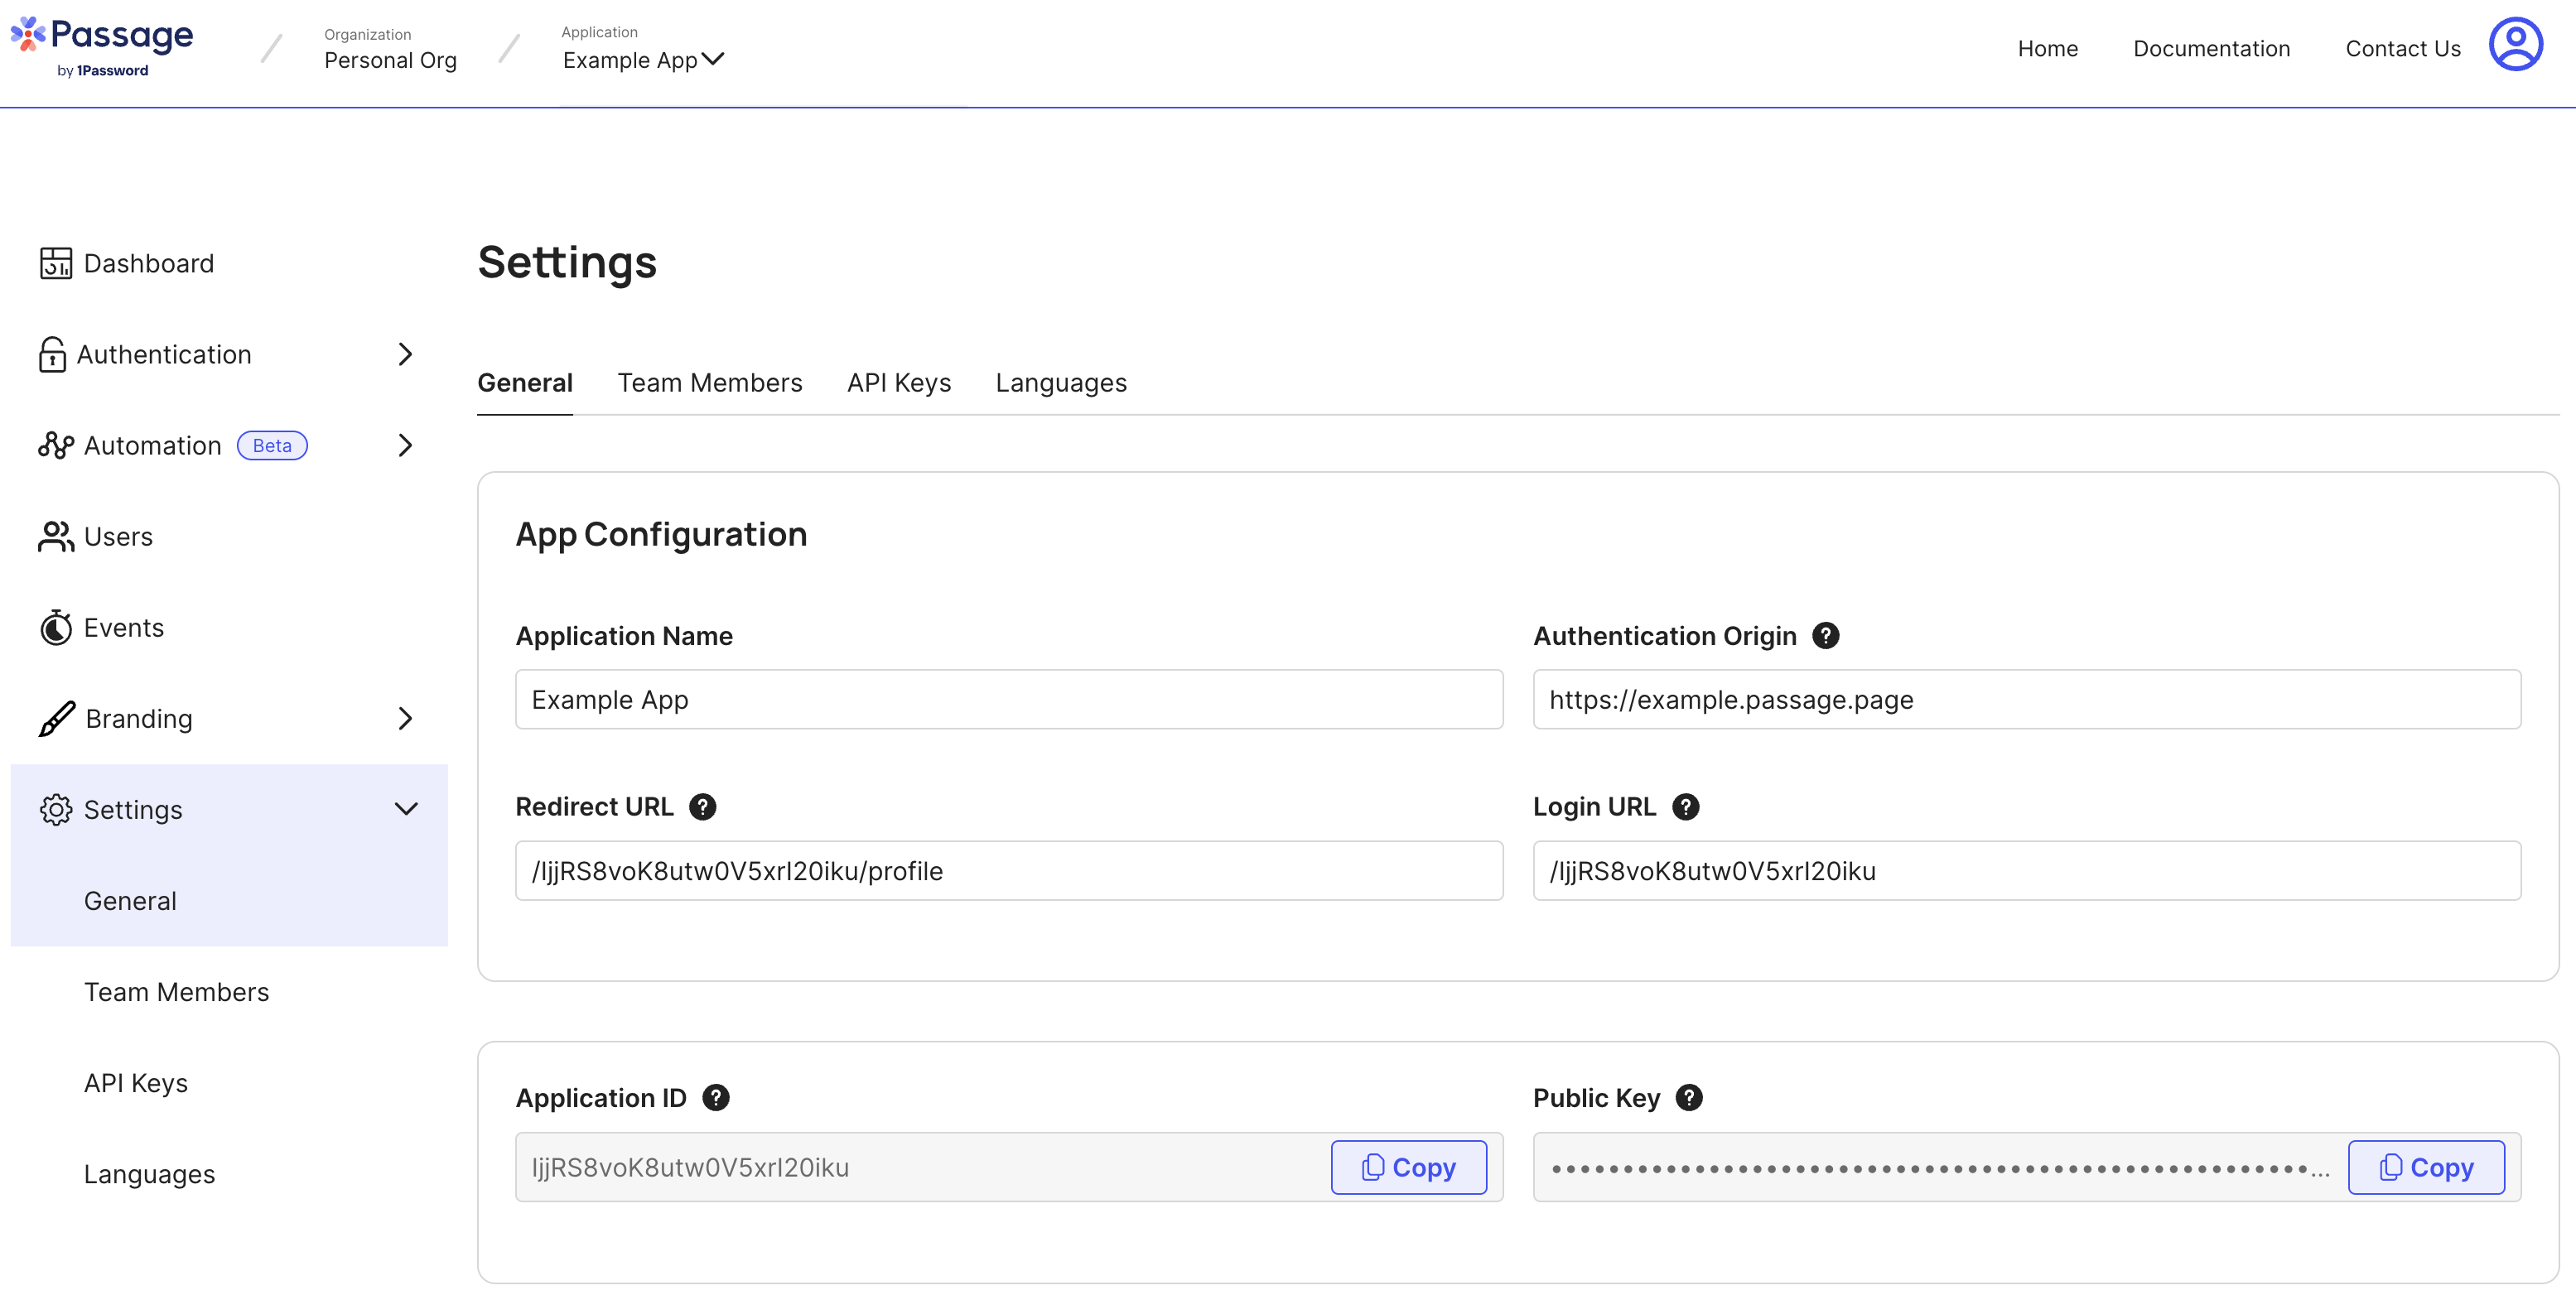 Passage
by 1Password
Organization
Personal Org
Application
Example App
Home
Documentation
Contact Us
Dashboard
Authentication
Automation Beta
Users
Events
Branding
Settings
General
Team Members
API Keys
Languages
Settings
General Team Members API Keys Languages
App Configuration
Application Name
Example App
Authentication Origin ?
https://example.passage.page
Redirect URL ?
/ljjRS8voK8utw0V5xrI20iku/profile
Login URL ?
/ljjRS8voK8utw0V5xrI20iku
Application ID ?
ljjRS8voK8utw0V5xrI20iku
Copy
Public Key ?
••••••••••••••••••••••••••••••••••••••••••••••••••••••...
Copy